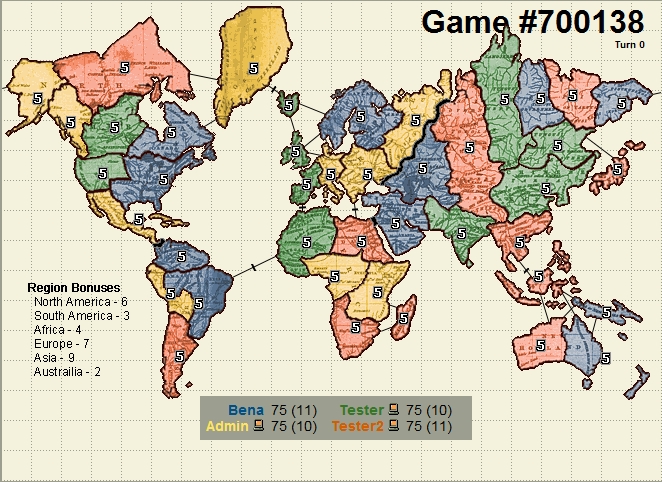 Game #700138
Turn 0
5 5 5
5 5 5 5 5
5 5 5 5 5 5
5 5 5 5 5
5 5 5 5 5 5
5 5 5 5
5 5 5 5 5
5 5 5 5
5 5 5 5
Region Bonuses
North America - 6
South America - 3
Africa - 4
Europe - 7
Asia - 9
Austrailia - 2
Bena 75 (11) Tester 75 (10)
Admin 75 (10) Tester2 75 (11)